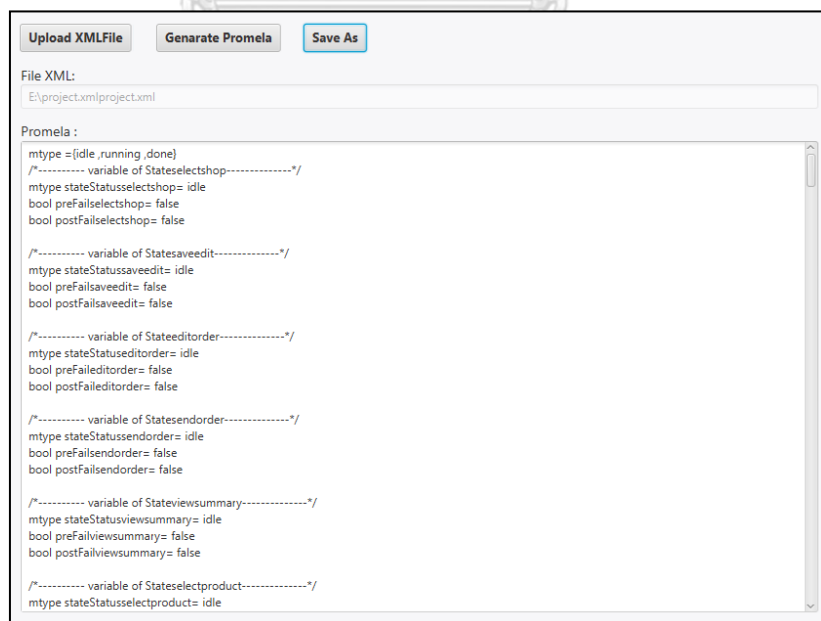 Upload XMLFile Genarate Promela Save As
File XML:
E:\project.xmlproject.xml
Promela :
mtype ={idle ,running ,done}
/*---------- variable of Stateselectshop--------------*/
mtype stateStatusselectshop= idle
bool preFailselectshop= false
bool postFailselectshop= false
/*---------- variable of Statesaveedit--------------*/
mtype stateStatussaveedit= idle
bool preFailsaveedit= false
bool postFailsaveedit= false
/*---------- variable of Stateeditorder--------------*/
mtype stateStatuseditorder= idle
bool preFaileditorder= false
bool postFaileditorder= false
/*---------- variable of Statesendorder--------------*/
mtype stateStatussendorder= idle
bool preFailsendorder= false
bool postFailsendorder= false
/*---------- variable of Stateviewsummary--------------*/
mtype stateStatusviewsummary= idle
bool preFailviewsummary= false
bool postFailviewsummary= false
/*---------- variable of Stateselectproduct--------------*/
mtype stateStatusselectproduct= idle